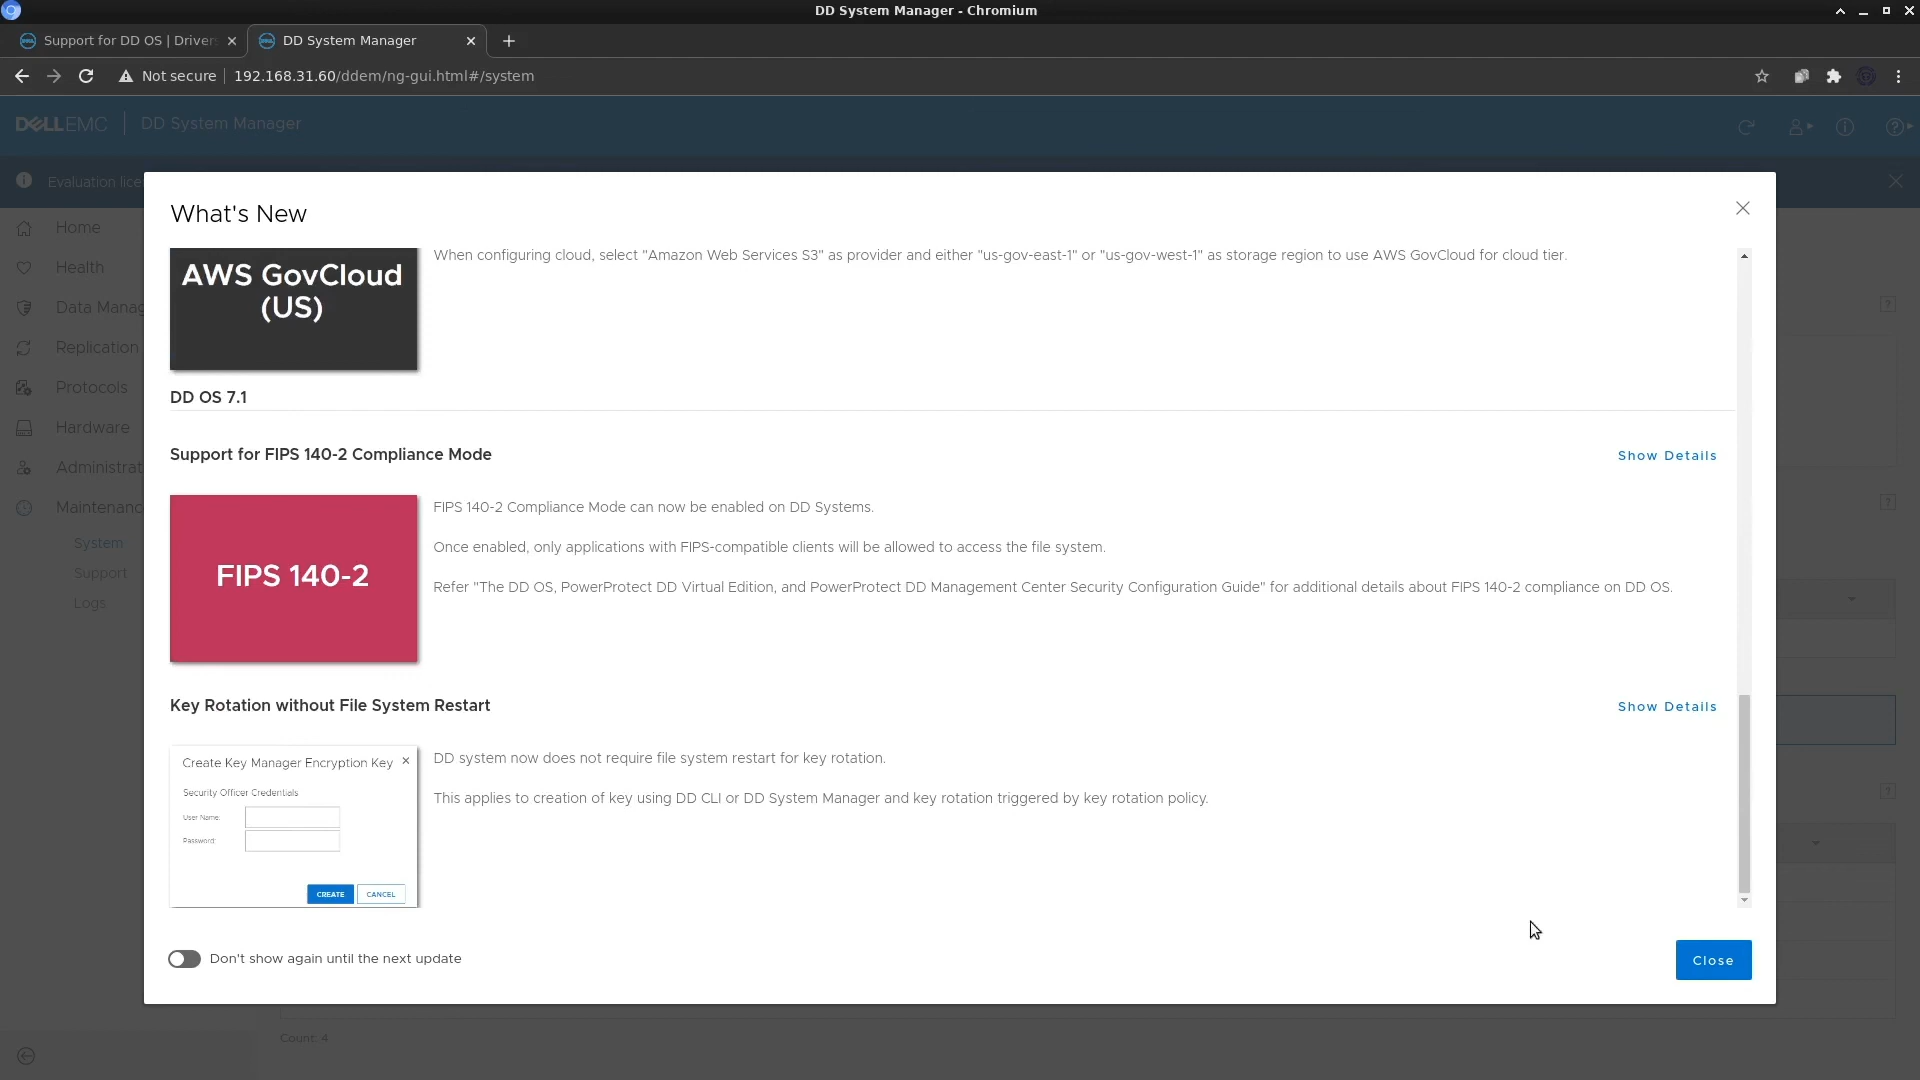 DD System Manager - Chromium
Support for DD OS | Drivers
DD System Manager
Not secure
192.168.31.60/ddem/ng-gui.html#/system
DELLEMC
DD System Manager
Evaluation lice
Home
Health
Data Manag
Replication
Protocols
Hardware
Administrat
Maintenanc
System
Support
Logs
What's New
AWS GovCloud
(US)
When configuring cloud, select "Amazon Web Services S3" as provider and either "us-gov-east-1" or "us-gov-west-1" as storage region to use AWS GovCloud for cloud tier.
DD OS 7.1
Support for FIPS 140-2 Compliance Mode
Show Details
FIPS 140-2
FIPS 140-2 Compliance Mode can now be enabled on DD Systems.
Once enabled, only applications with FIPS-compatible clients will be allowed to access the file system.
Refer "The DD OS, PowerProtect DD Virtual Edition, and PowerProtect DD Management Center Security Configuration Guide" for additional details about FIPS 140-2 compliance on DD OS.
Key Rotation without File System Restart
Show Details
Create Key Manager Encryption Key
Security Officer Credentials
User Name:
Password:
CREATE
CANCEL
DD system now does not require file system restart for key rotation.
This applies to creation of key using DD CLI or DD System Manager and key rotation triggered by key rotation policy.
Don't show again until the next update
Close
Count: 4